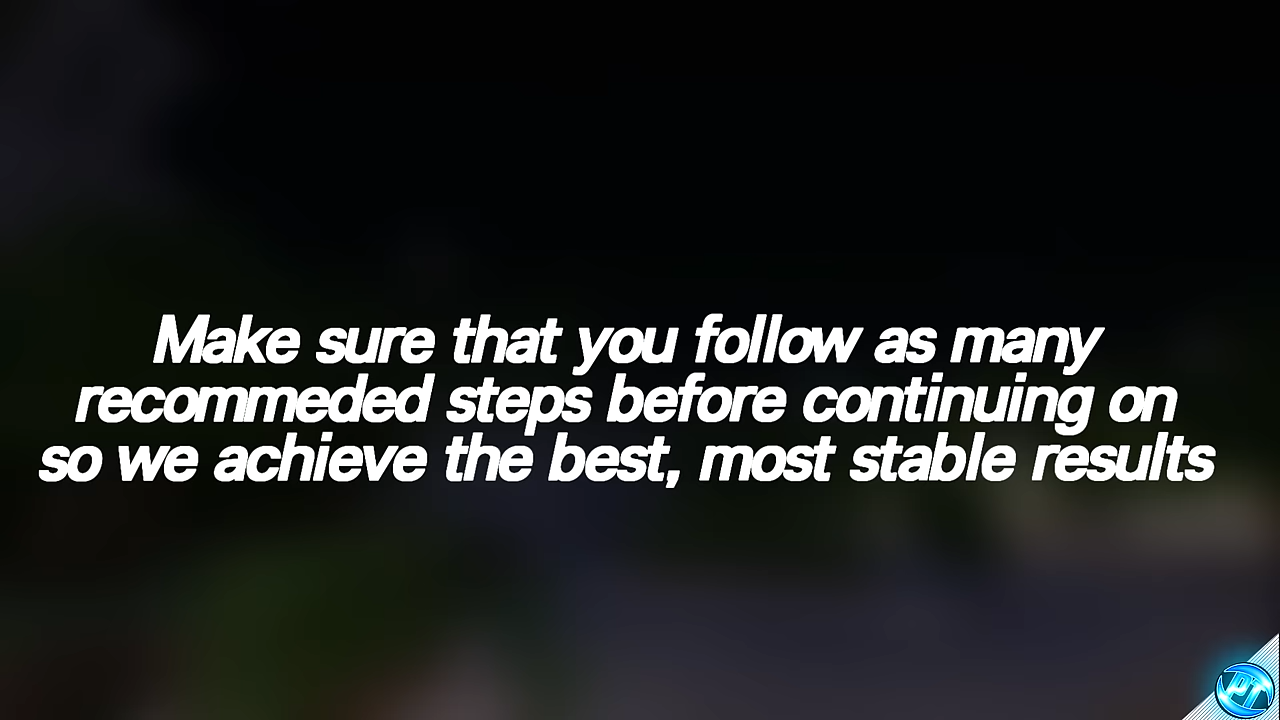 Make sure that you follow as many
recommeded steps before continuing on
so we achieve the best, most stable results
PT